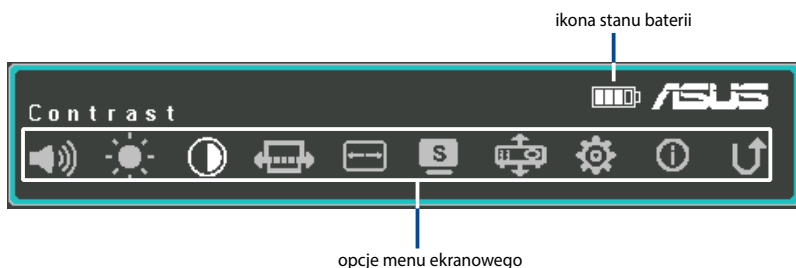 ikona stanu baterii
ASUS
Contrast
S
opcje menu ekranowego